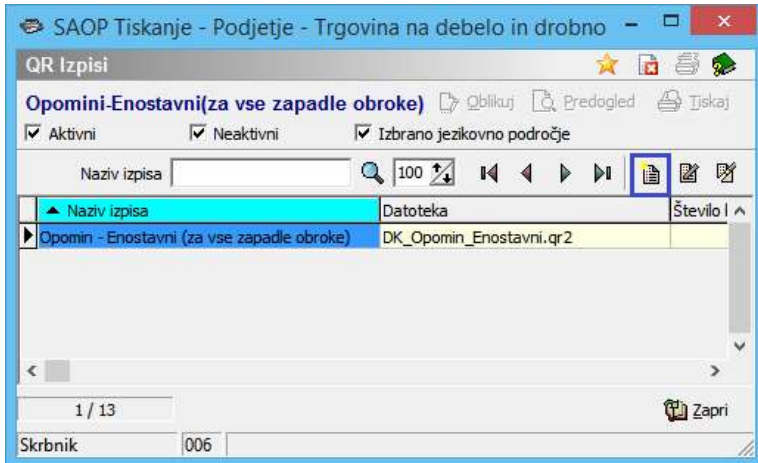 SAOP Tiskanje - Podjetje - Trgovina na debelo in drobno
QR Izpisi
Opomini-Enostavni(za vse zapadle obroke) Oblikuj Predogled Tiskaj
Aktivni Neaktivni Izbrano jezikovno področje
Naziv izpisa 100
Naziv izpisa Datoteka Število l
Opomin - Enostavni (za vse zapadle obroke) DK_Opomin_Enostavni.qr2
1 / 13 Zapri
Skrbnik 006